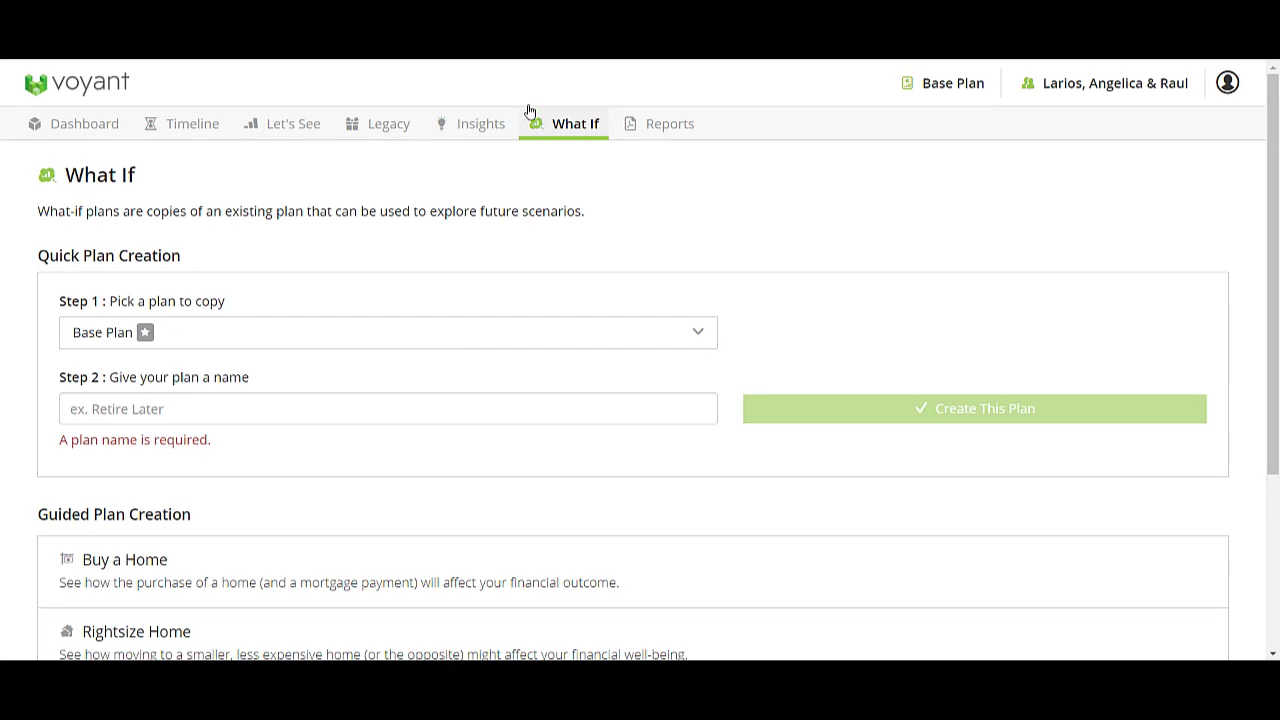 voyant
Base Plan
Larios, Angelica & Raul
Dashboard Timeline Let's See Legacy Insights What If Reports
What If
What-if plans are copies of an existing plan that can be used to explore future scenarios.
Quick Plan Creation
Step 1 : Pick a plan to copy
Base Plan
Step 2 : Give your plan a name
ex. Retire Later
Create This Plan
A plan name is required.
Guided Plan Creation
Buy a Home
See how the purchase of a home (and a mortgage payment) will affect your financial outcome.
Rightsize Home
See how moving to a smaller, less expensive home (or the opposite) might affect your financial well-being.